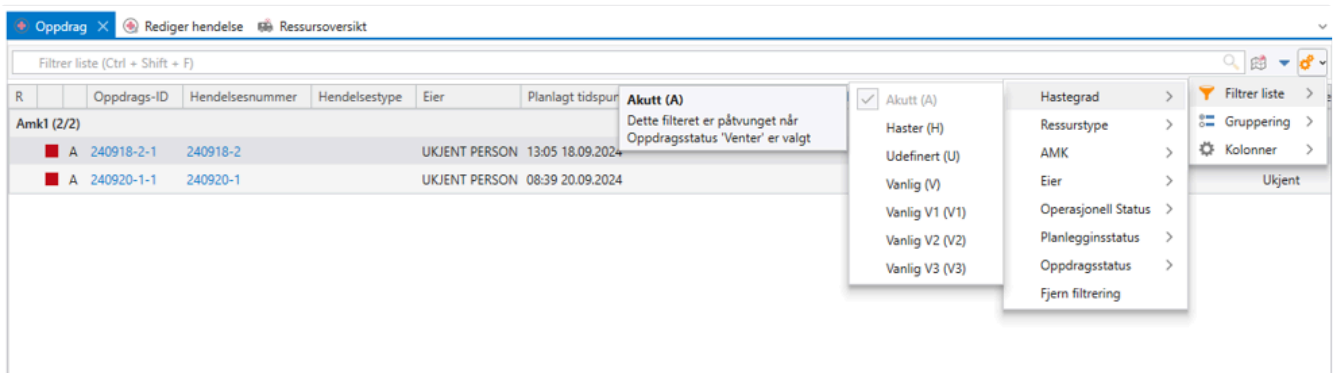 Oppdrag
Rediger hendelse
Ressursoversikt
Filtrer liste (Ctrl + Shift + F)
R Oppdrags-ID Hendelsesnummer Hendelsestype Eier Planlagt tidspun
Amk1 (2/2)
A 240918-2-1 240918-2 UKJENT PERSON 13:05 18.09.2024
A 240920-1-1 240920-1 UKJENT PERSON 08:39 20.09.2024 Ukjent
Akutt (A)
Dette filteret er påtvunget når
Oppdragsstatus 'Venter' er valgt
Akutt (A)
Haster (H)
Udefinert (U)
Vanlig (V)
Vanlig V1 (V1)
Vanlig V2 (V2)
Vanlig V3 (V3)
Hastegrad
Ressurstype
AMK
Eier
Operasjonell Status
Planlegginsstatus
Oppdragsstatus
Fjern filtrering
Filtrer liste
Gruppering
Kolonner